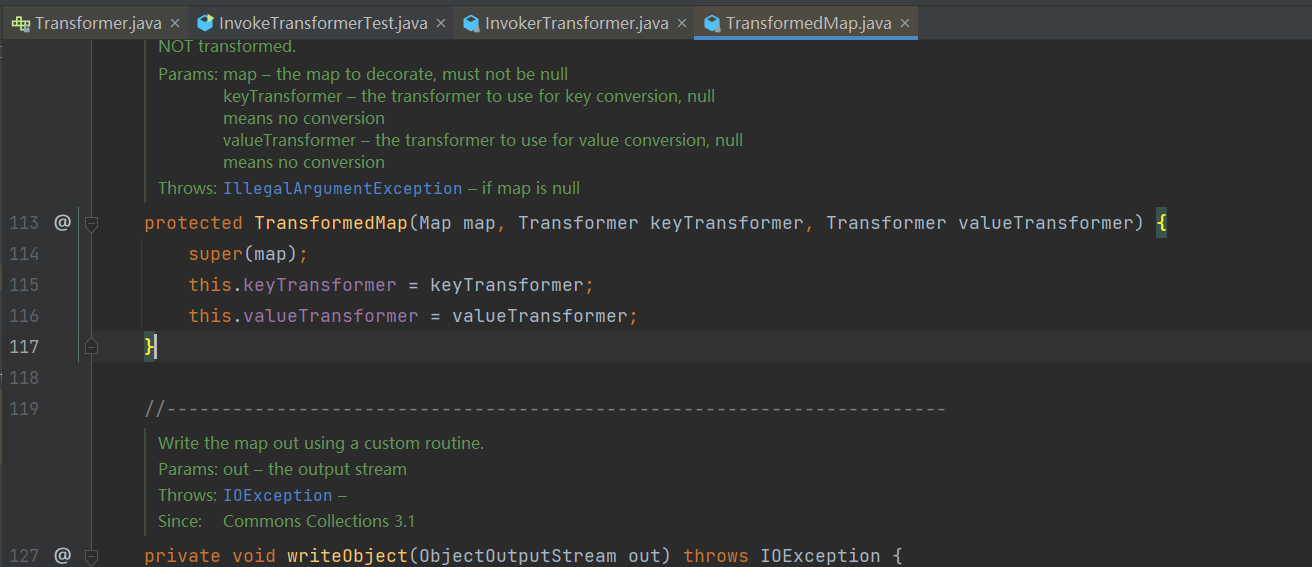 Transformer.java × InvokeTransformerTest.java × InvokerTransformer.java × TransformedMap.java ×
NOT transformed.
Params: map – the map to decorate, must not be null
keyTransformer – the transformer to use for key conversion, null
means no conversion
valueTransformer – the transformer to use for value conversion, null
means no conversion
Throws: IllegalArgumentException – if map is null
113 @ protected TransformedMap(Map map, Transformer keyTransformer, Transformer valueTransformer) {
114 super(map);
115 this.keyTransformer = keyTransformer;
116 this.valueTransformer = valueTransformer;
117 }
118
119 //-----------------------------------------------------------------------
Write the map out using a custom routine.
Params: out – the output stream
Throws: IOException –
Since: Commons Collections 3.1
127 @ private void writeObject(ObjectOutputStream out) throws IOException {